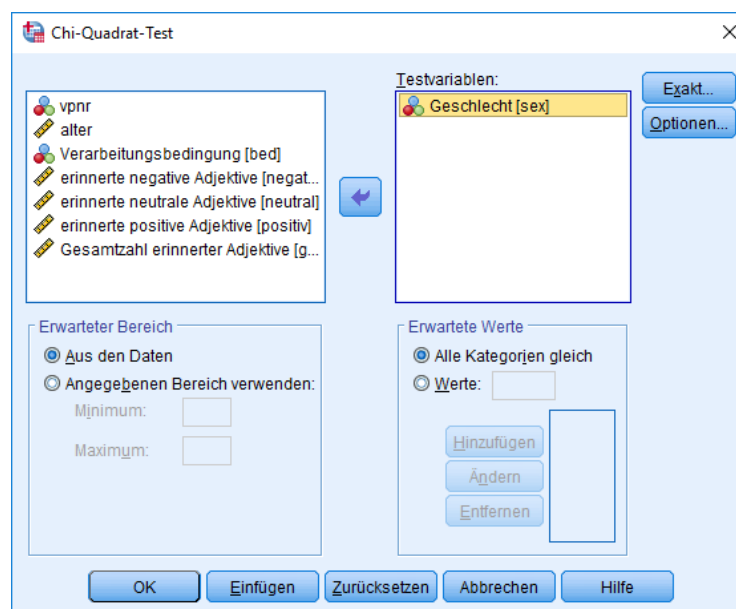 Chi-Quadrat-Test
vpnr
alter
Verarbeitungsbedingung [bed]
erinnerte negative Adjektive [negat...
erinnerte neutrale Adjektive [neutral]
erinnerte positive Adjektive [positiv]
Gesamtzahl erinnerter Adjektive [g...
Testvariablen:
Geschlecht [sex]
Exakt...
Optionen...
Erwarteter Bereich
Aus den Daten
Angegebenen Bereich verwenden:
Minimum:
Maximum:
Erwartete Werte
Alle Kategorien gleich
Werte:
Hinzufügen
Ändern
Entfernen
OK
Einfügen
Zurücksetzen
Abbrechen
Hilfe